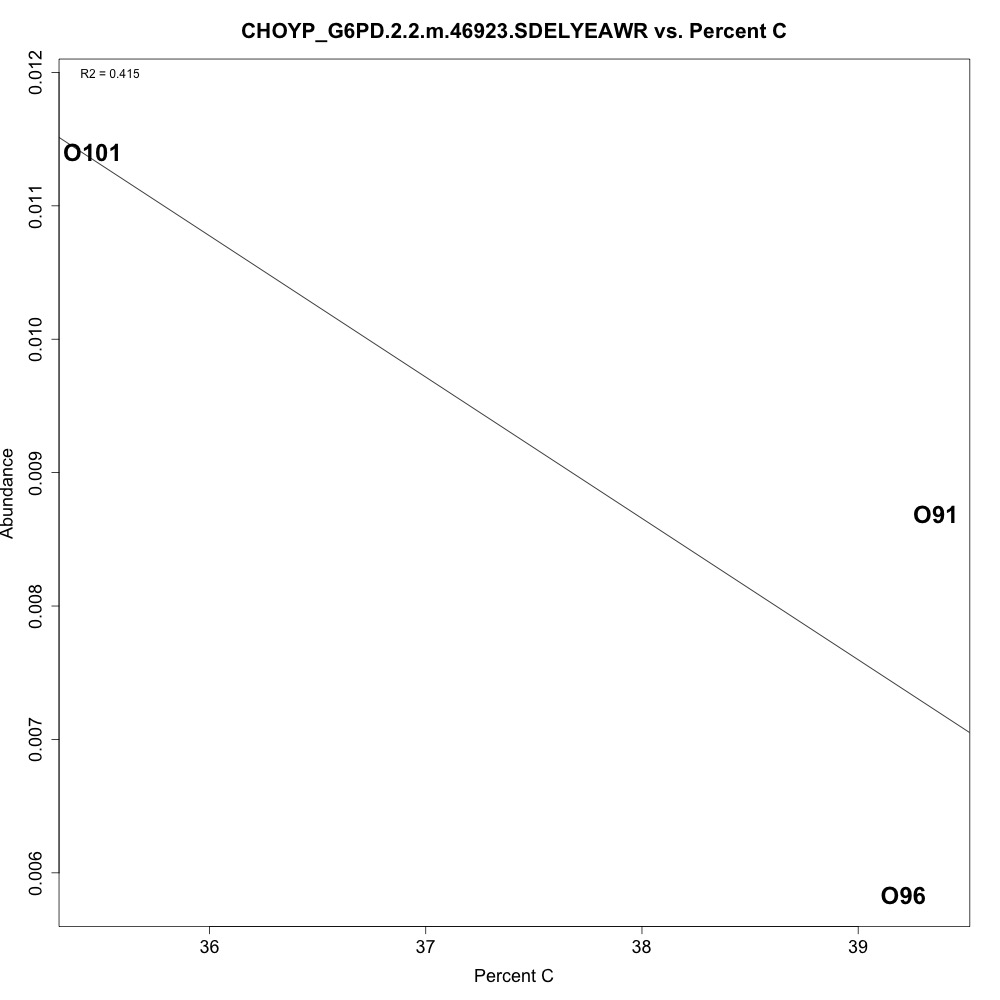 CHOYP_G6PD.2.2.m.46923.SDELYEAWR vs. Percent C
R2 = 0.415
0.012
0.011
0.010
0.009
0.008
0.007
0.006
Abundance
O101
O91
O96
36 37 38 39
Percent C